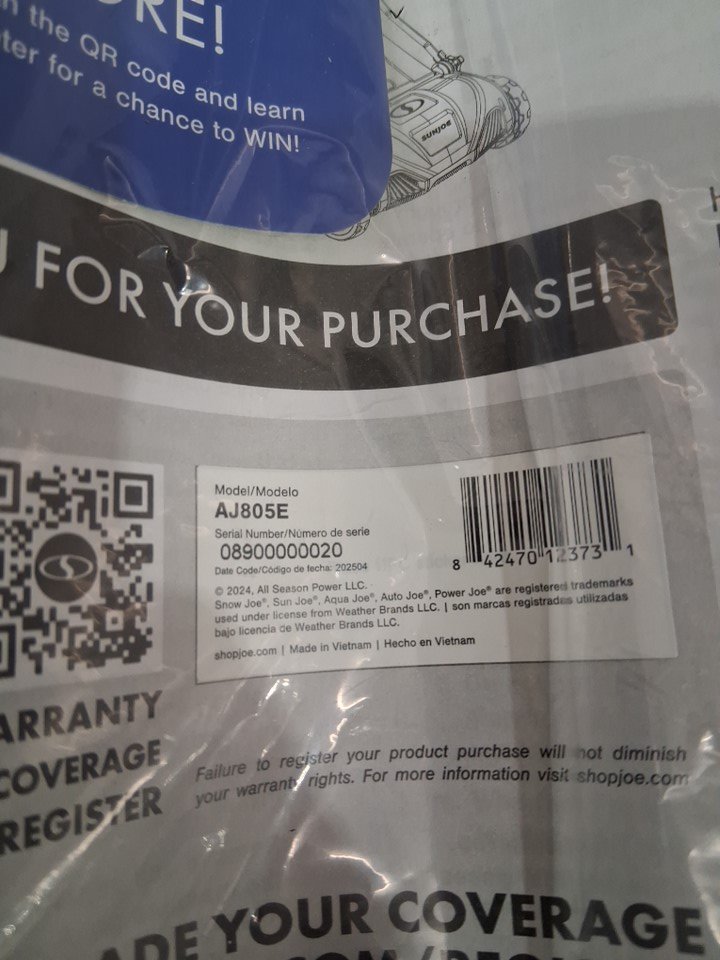 RE!
the QR code and learn
ter for a chance to WIN!
SUNJOE
FOR YOUR PURCHASE!
Model/Modelo
AJ805E
Serial Number/Número de serie
08900000020
Date Code/Código de fecha: 202504
8 42470 12373 1
© 2024, All Season Power LLC.
Snow Joe®, Sun Joe®, Aqua Joe®, Auto Joe®, Power Joe® are registered trademarks
used under license from Weather Brands LLC. | son marcas registradas utilizadas
bajo licencia de Weather Brands LLC.
shopjoe.com | Made in Vietnam | Hecho en Vietnam
ARRANTY
COVERAGE
REGISTER
Failure to register your product purchase will not diminish
your warranty rights. For more information visit shopjoe.com
ADE YOUR COVERAGE